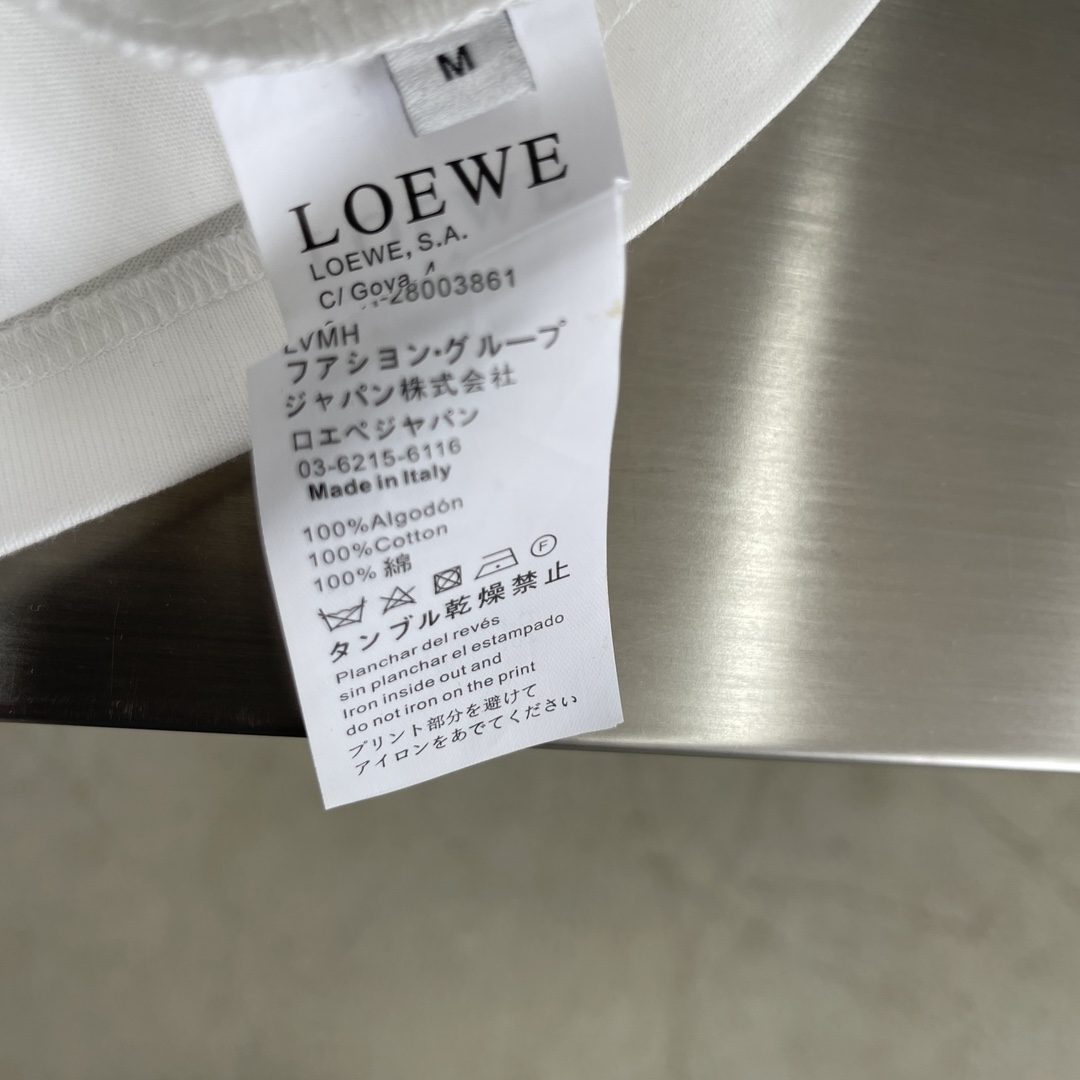 M
LOEWE
LOEWE, S.A.
C/ Goya
-28003861
LVMH
フアシヨン・グループ
ジャパン株式会社
ロエペジャパン
03-6215-6116
Made in Italy
100%Algodón
100%Cotton
100% 綿
F
タンブル乾燥禁止
Planchar del revés
sin planchar el estampado
Iron inside out and
do not iron on the print
プリント部分を避けて
アイロンをあでてください